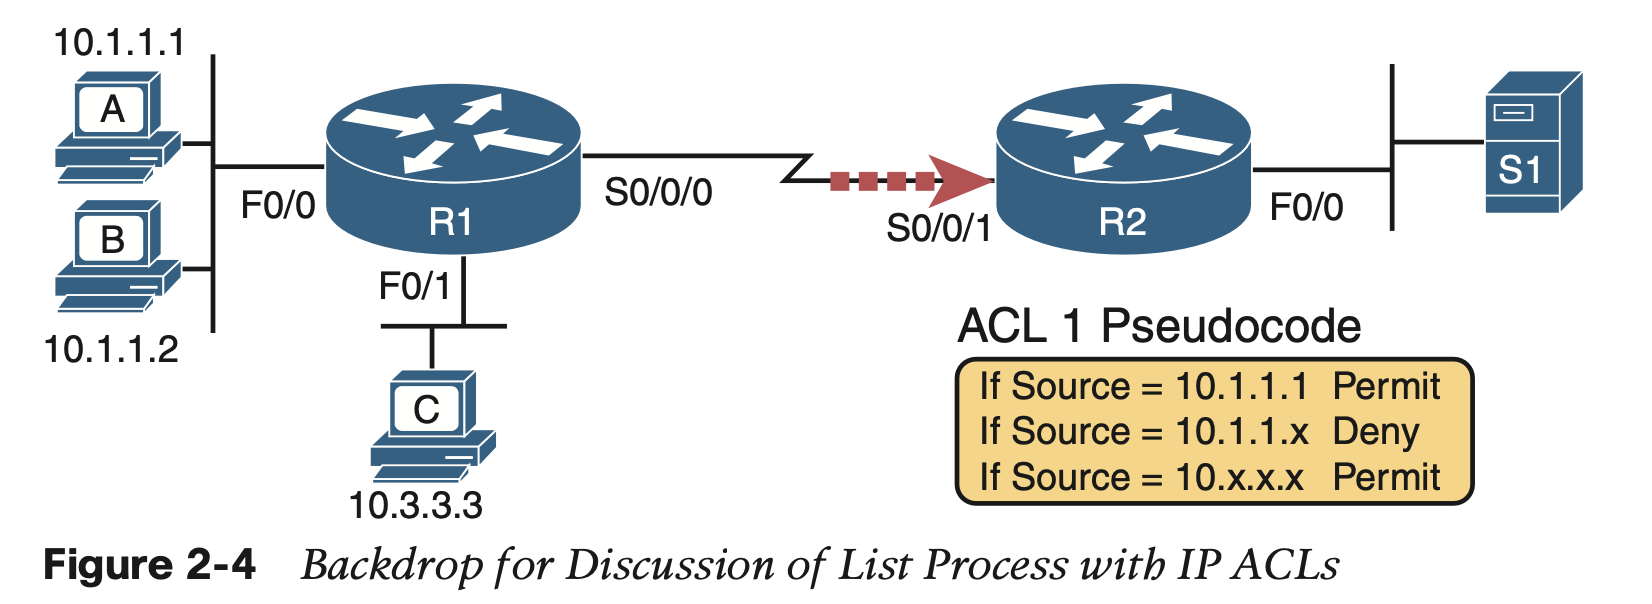 10.1.1.1
A
B
10.1.1.2
F0/0
R1
S0/0/0
F0/1
C
10.3.3.3
S0/0/1
R2
F0/0
S1
ACL 1 Pseudocode
If Source = 10.1.1.1 Permit
If Source = 10.1.1.x Deny
If Source = 10.x.x.x Permit
Figure 2-4 Backdrop for Discussion of List Process with IP ACLs